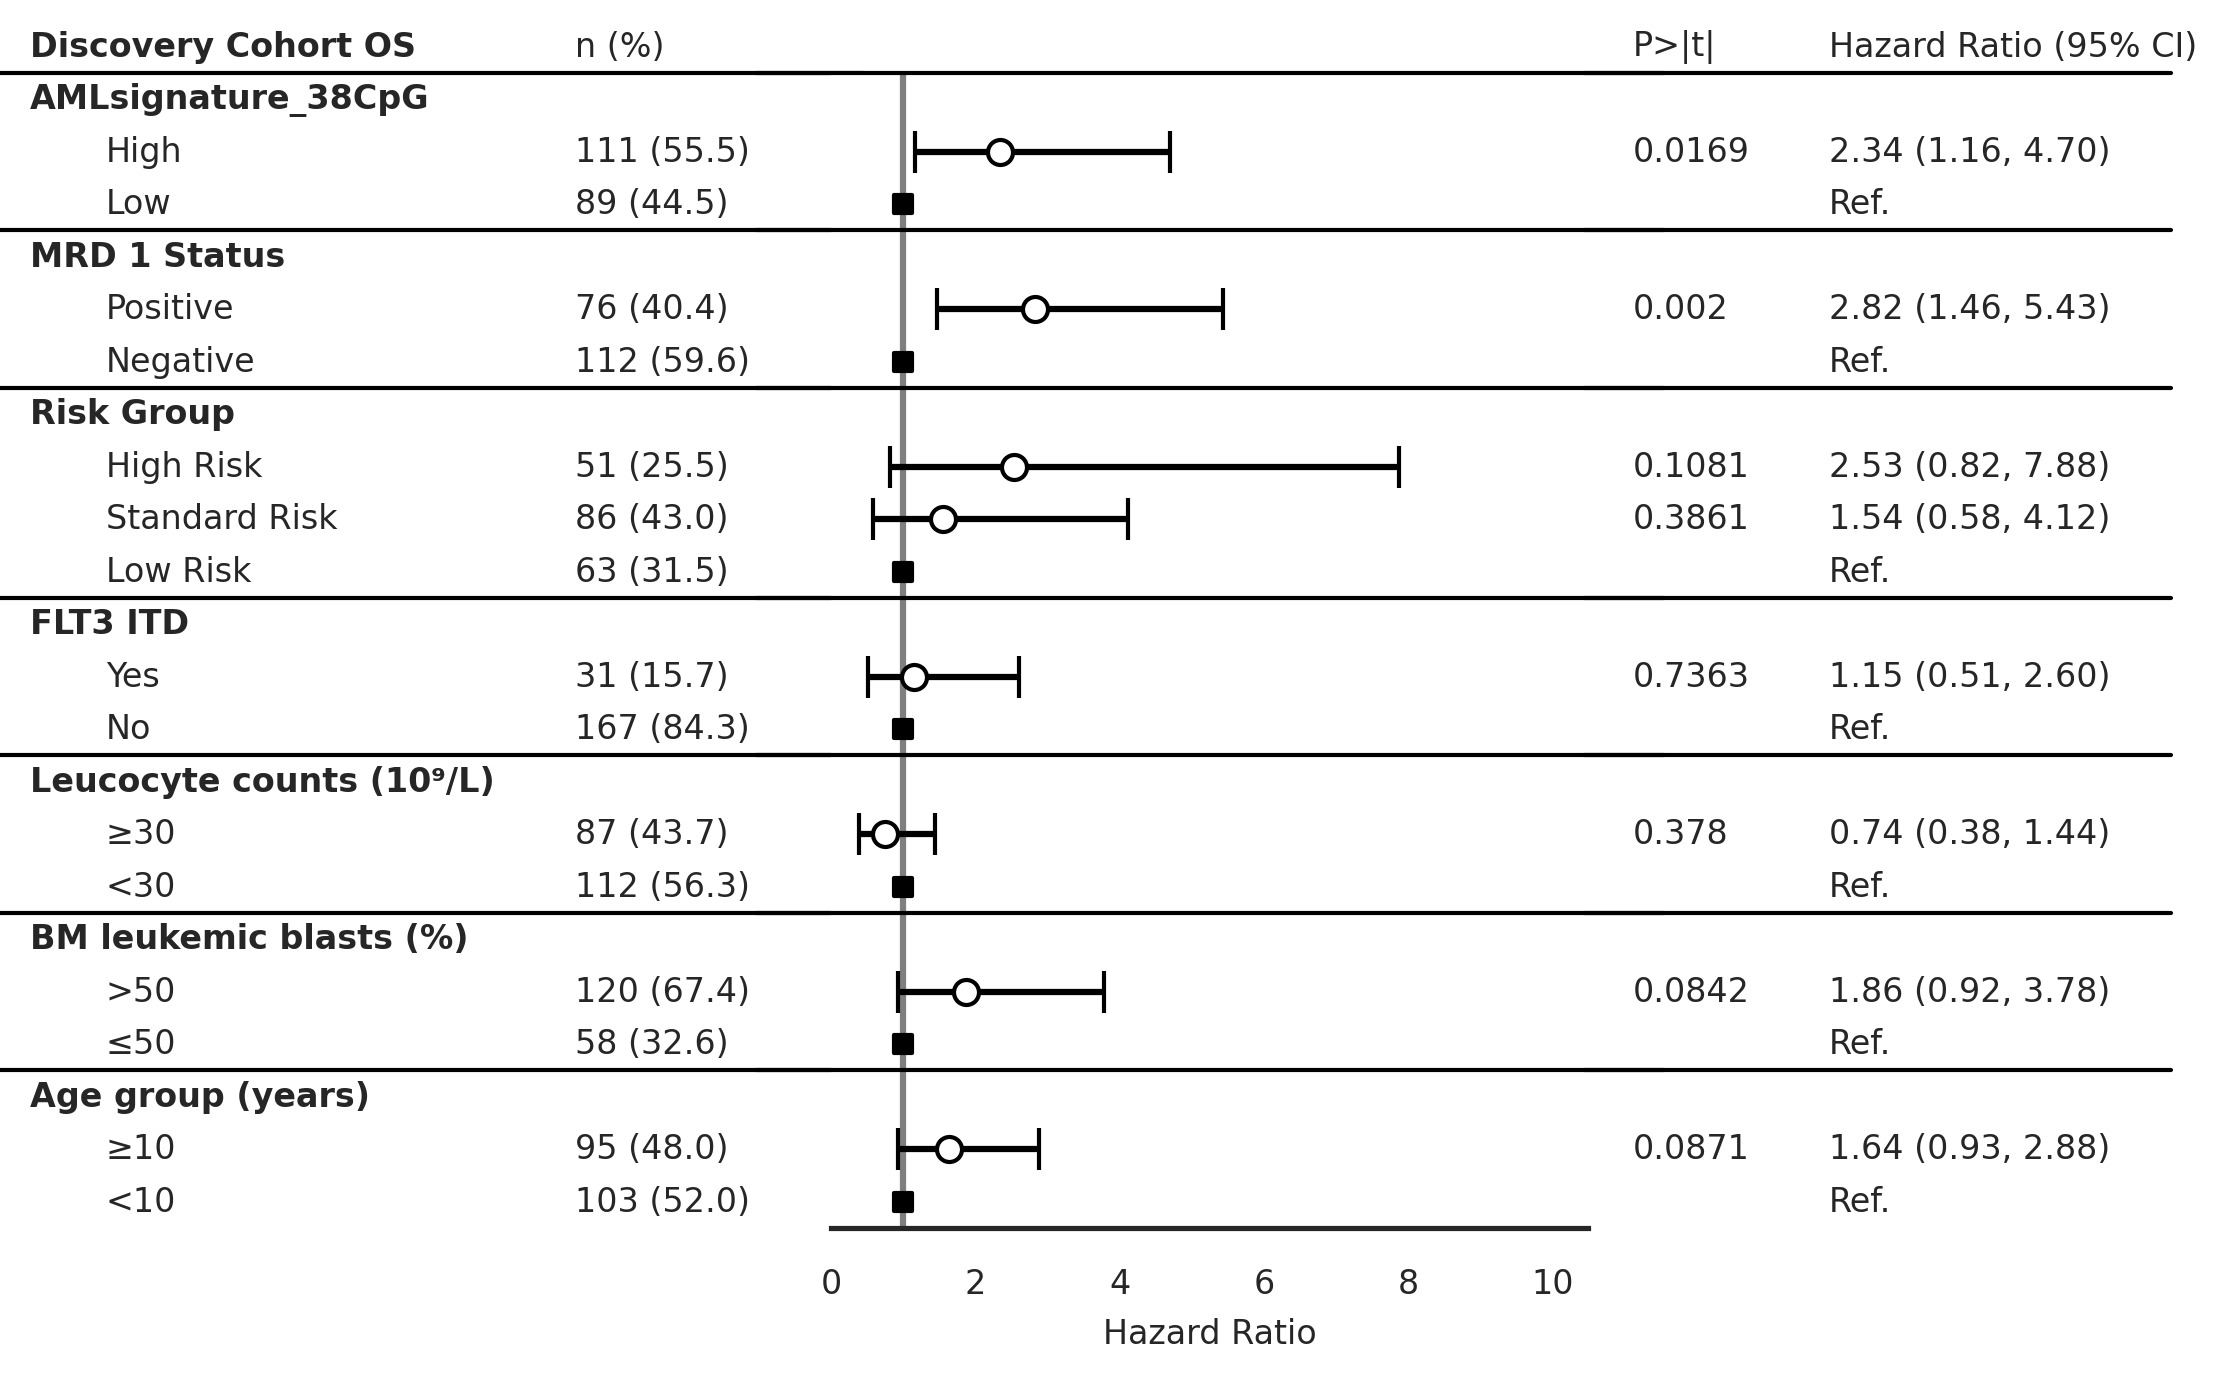 Discovery Cohort OS n (%) P>|t| Hazard Ratio (95% CI)
AMLsignature_38CpG
High 111 (55.5) 0.0169 2.34 (1.16, 4.70)
Low 89 (44.5) Ref.
MRD 1 Status
Positive 76 (40.4) 0.002 2.82 (1.46, 5.43)
Negative 112 (59.6) Ref.
Risk Group
High Risk 51 (25.5) 0.1081 2.53 (0.82, 7.88)
Standard Risk 86 (43.0) 0.3861 1.54 (0.58, 4.12)
Low Risk 63 (31.5) Ref.
FLT3 ITD
Yes 31 (15.7) 0.7363 1.15 (0.51, 2.60)
No 167 (84.3) Ref.
Leucocyte counts (10⁹/L)
≥30 87 (43.7) 0.378 0.74 (0.38, 1.44)
<30 112 (56.3) Ref.
BM leukemic blasts (%)
>50 120 (67.4) 0.0842 1.86 (0.92, 3.78)
≤50 58 (32.6) Ref.
Age group (years)
≥10 95 (48.0) 0.0871 1.64 (0.93, 2.88)
<10 103 (52.0) Ref.
0 2 4 6 8 10
Hazard Ratio